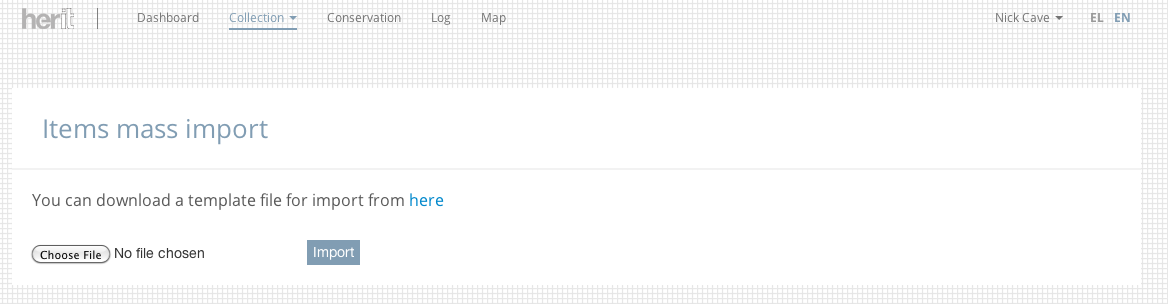 herit
Dashboard Collection Conservation Log Map Nick Cave EL EN
Items mass import
You can download a template file for import from here
Choose File No file chosen Import